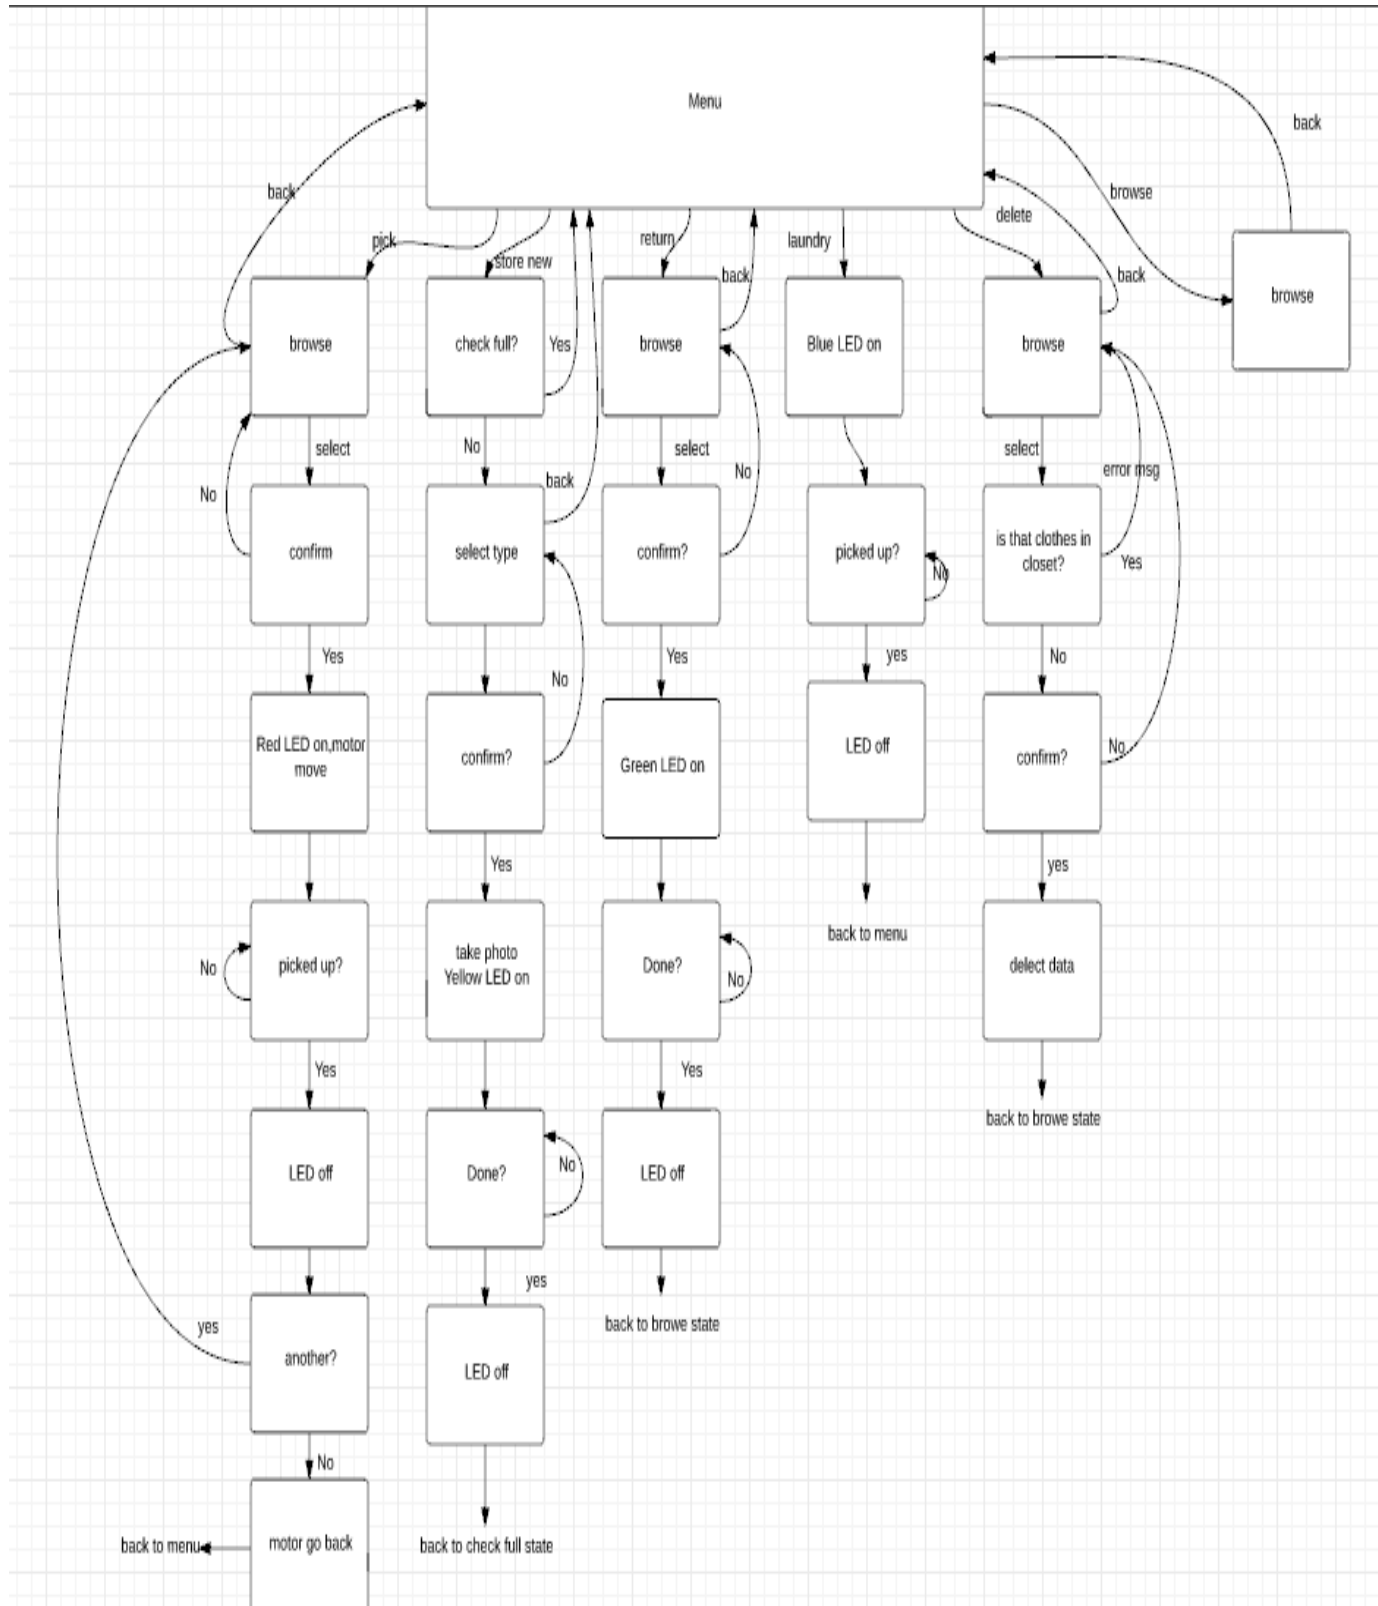 Menu
back
back
browse
delete
pick
store new
return
back
laundry
back
browse
browse
check full?
Yes
browse
Blue LED on
browse
select
No
back
select
select
error msg
No
confirm
select type
confirm?
No
picked up?
No
is that clothes in
closet?
Yes
Yes
No
Yes
yes
No
Red LED on,motor
move
confirm?
Green LED on
LED off
confirm?
No
Yes
yes
back to menu
No
picked up?
take photo
Yellow LED on
Done?
No
delect data
Yes
Yes
back to browe state
LED off
Done?
No
LED off
yes
back to browe state
yes
another?
LED off
No
back to menu
motor go back
back to check full state